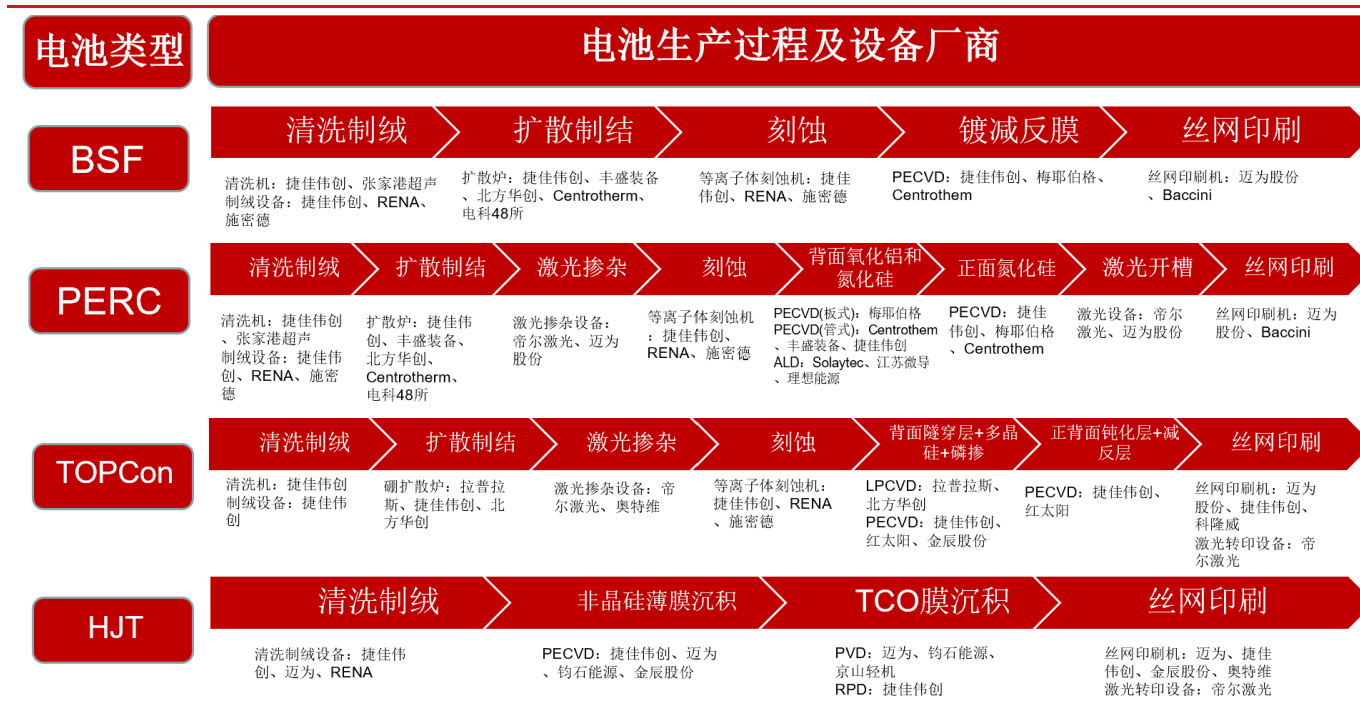 电池类型
电池生产过程及设备厂商
BSF
清洗制绒
扩散制结
刻蚀
镀减反膜
丝网印刷
清洗机：捷佳伟创、张家港超声
制绒设备：捷佳伟创、RENA、
施密德
扩散炉：捷佳伟创、丰盛装备
、北方华创、Centrotherm、
电科48所
等离子体刻蚀机：捷佳
伟创、RENA、施密德
PECVD：捷佳伟创、梅耶伯格、
Centrothem
丝网印刷机：迈为股份
、Baccini
PERC
清洗制绒
扩散制结
激光掺杂
刻蚀
背面氧化铝和
氮化硅
正面氮化硅
激光开槽
丝网印刷
清洗机：捷佳伟创
、张家港超声
制绒设备：捷佳伟
创、RENA、施密
德
扩散炉：捷佳伟
创、丰盛装备、
北方华创、
Centrotherm、
电科48所
激光掺杂设备：
帝尔激光、迈为
股份
等离子体刻蚀机
：捷佳伟创、
RENA、施密德
PECVD(板式)：梅耶伯格
PECVD(管式)：Centrothem
、丰盛装备、捷佳伟创
ALD：Solaytec、江苏微导
、理想能源
PECVD：捷佳
伟创、梅耶伯格
、Centrothem
激光设备：帝尔
激光、迈为股份
丝网印刷机：迈为
股份、Baccini
TOPCon
清洗制绒
扩散制结
激光掺杂
刻蚀
背面隧穿层+多晶
硅+磷掺
正背面钝化层+减
反层
丝网印刷
清洗机：捷佳伟创
制绒设备：捷佳伟
创
硼扩散炉：拉普拉
斯、捷佳伟创、北
方华创
激光掺杂设备：帝
尔激光、奥特维
等离子体刻蚀机：
捷佳伟创、RENA
、施密德
LPCVD：拉普拉斯、
北方华创
PECVD：捷佳伟创、
红太阳、金辰股份
PECVD：捷佳伟创、
红太阳
丝网印刷机：迈为
股份、捷佳伟创、
科隆威
激光转印设备：帝
尔激光
HJT
清洗制绒
非晶硅薄膜沉积
TCO膜沉积
丝网印刷
清洗制绒设备：捷佳伟
创、迈为、RENA
PECVD：捷佳伟创、迈为
、钧石能源、金辰股份
PVD：迈为、钧石能源、
京山轻机
RPD：捷佳伟创
丝网印刷机：迈为、捷佳
伟创、金辰股份、奥特维
激光转印设备：帝尔激光